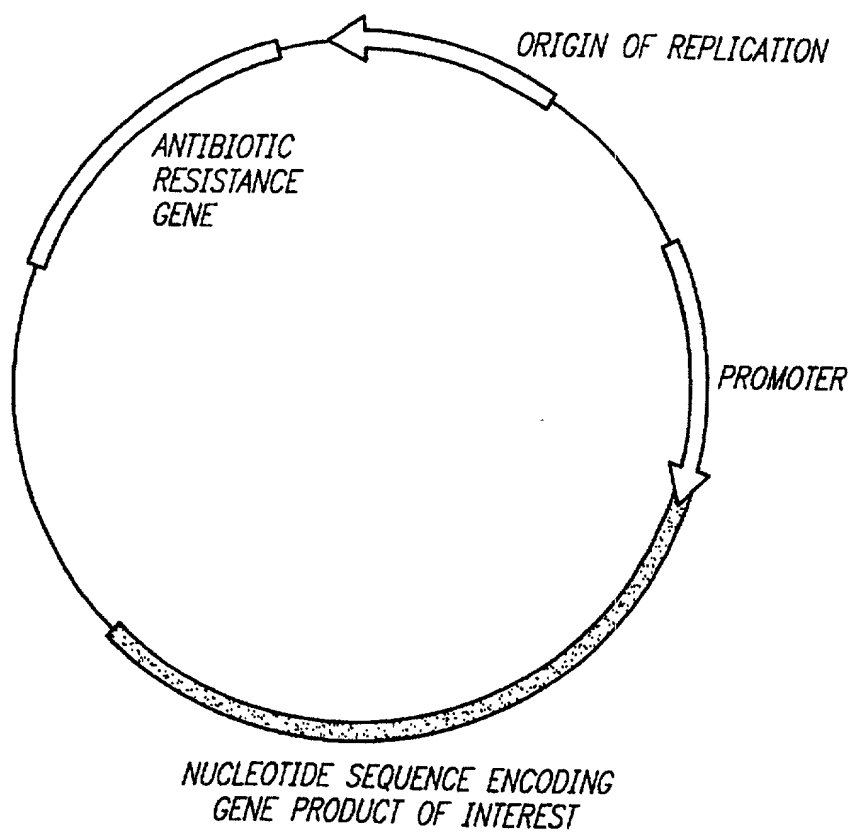 ORIGIN OF REPLICATION
ANTIBIOTIC
RESISTANCE
GENE
PROMOTER
NUCLEOTIDE SEQUENCE ENCODING
GENE PRODUCT OF INTEREST